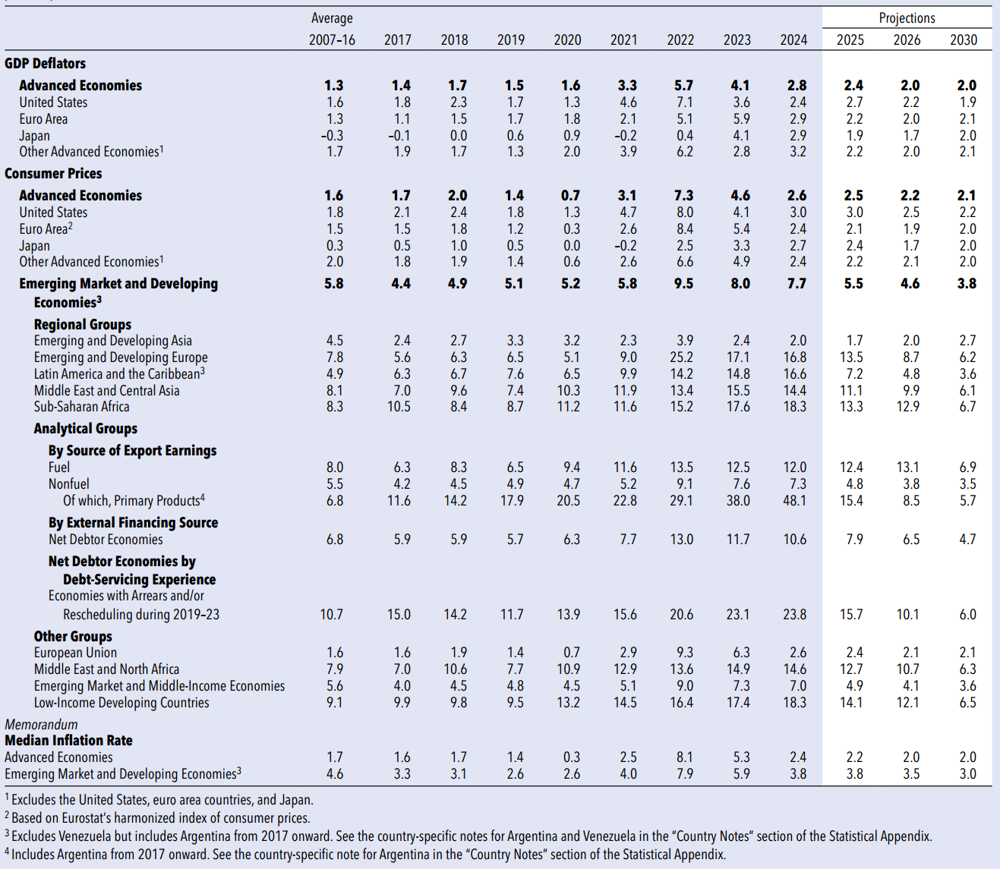 Average Projections
2007–16 2017 2018 2019 2020 2021 2022 2023 2024 2025 2026 2030
GDP Deflators
Advanced Economies 1.3 1.4 1.7 1.5 1.6 3.3 5.7 4.1 2.8 2.4 2.0 2.0
United States 1.6 1.8 2.3 1.7 1.3 4.6 7.1 3.6 2.4 2.7 2.2 1.9
Euro Area 1.3 1.1 1.5 1.7 1.8 2.1 5.1 5.9 2.9 2.2 2.0 2.1
Japan –0.3 –0.1 0.0 0.6 0.9 –0.2 0.4 4.1 2.9 1.9 1.7 2.0
Other Advanced Economies1 1.7 1.9 1.7 1.3 2.0 3.9 6.2 2.8 3.2 2.2 2.0 2.1
Consumer Prices
Advanced Economies 1.6 1.7 2.0 1.4 0.7 3.1 7.3 4.6 2.6 2.5 2.2 2.1
United States 1.8 2.1 2.4 1.8 1.3 4.7 8.0 4.1 3.0 3.0 2.5 2.2
Euro Area2 1.5 1.5 1.8 1.2 0.3 2.6 8.4 5.4 2.4 2.1 1.9 2.0
Japan 0.3 0.5 1.0 0.5 0.0 –0.2 2.5 3.3 2.7 2.4 1.7 2.0
Other Advanced Economies1 2.0 1.8 1.9 1.4 0.6 2.6 6.6 4.9 2.4 2.2 2.1 2.0
Emerging Market and Developing 5.8 4.4 4.9 5.1 5.2 5.8 9.5 8.0 7.7 5.5 4.6 3.8
Economies3
Regional Groups
Emerging and Developing Asia 4.5 2.4 2.7 3.3 3.2 2.3 3.9 2.4 2.0 1.7 2.0 2.7
Emerging and Developing Europe 7.8 5.6 6.3 6.5 5.1 9.0 25.2 17.1 16.8 13.5 8.7 6.2
Latin America and the Caribbean3 4.9 6.3 6.7 7.6 6.5 9.9 14.2 14.8 16.6 7.2 4.8 3.6
Middle East and Central Asia 8.1 7.0 9.6 7.4 10.3 11.9 13.4 15.5 14.4 11.1 9.9 6.1
Sub-Saharan Africa 8.3 10.5 8.4 8.7 11.2 11.6 15.2 17.6 18.3 13.3 12.9 6.7
Analytical Groups
By Source of Export Earnings
Fuel 8.0 6.3 8.3 6.5 9.4 11.6 13.5 12.5 12.0 12.4 13.1 6.9
Nonfuel 5.5 4.2 4.5 4.9 4.7 5.2 9.1 7.6 7.3 4.8 3.8 3.5
Of which, Primary Products4 6.8 11.6 14.2 17.9 20.5 22.8 29.1 38.0 48.1 15.4 8.5 5.7
By External Financing Source
Net Debtor Economies 6.8 5.9 5.9 5.7 6.3 7.7 13.0 11.7 10.6 7.9 6.5 4.7
Net Debtor Economies by
Debt-Servicing Experience
Economies with Arrears and/or
Rescheduling during 2019–23 10.7 15.0 14.2 11.7 13.9 15.6 20.6 23.1 23.8 15.7 10.1 6.0
Other Groups
European Union 1.6 1.6 1.9 1.4 0.7 2.9 9.3 6.3 2.6 2.4 2.1 2.1
Middle East and North Africa 7.9 7.0 10.6 7.7 10.9 12.9 13.6 14.9 14.6 12.7 10.7 6.3
Emerging Market and Middle-Income Economies 5.6 4.0 4.5 4.8 4.5 5.1 9.0 7.3 7.0 4.9 4.1 3.6
Low-Income Developing Countries 9.1 9.9 9.8 9.5 13.2 14.5 16.4 17.4 18.3 14.1 12.1 6.5
Memorandum
Median Inflation Rate
Advanced Economies 1.7 1.6 1.7 1.4 0.3 2.5 8.1 5.3 2.4 2.2 2.0 2.0
Emerging Market and Developing Economies3 4.6 3.3 3.1 2.6 2.6 4.0 7.9 5.9 3.8 3.8 3.5 3.0
1 Excludes the United States, euro area countries, and Japan.
2 Based on Eurostat's harmonized index of consumer prices.
3 Excludes Venezuela but includes Argentina from 2017 onward. See the country-specific notes for Argentina and Venezuela in the "Country Notes" section of the Statistical Appendix.
4 Includes Argentina from 2017 onward. See the country-specific note for Argentina in the "Country Notes" section of the Statistical Appendix.